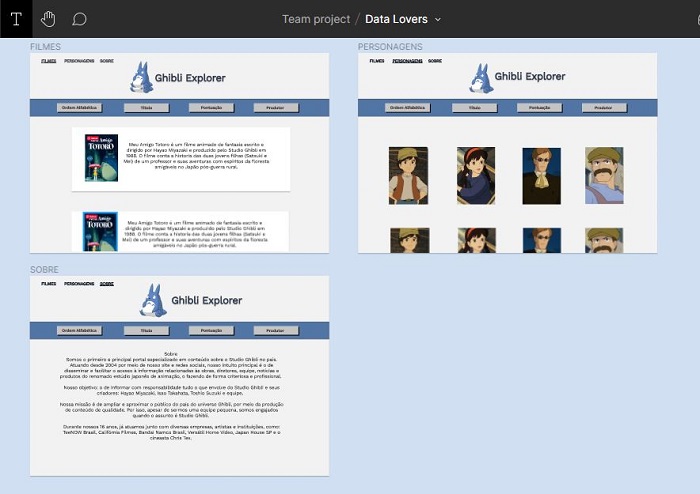 Team project / Data Lovers
FILMES
FILMES PERSONAGENS SOBRE
Ghibli Explorer
Ordem Alfabética Título Pontuação Produtor
Amigo
TOTORO
Meu Amigo Totoro é um filme animado de fantasia escrito e
dirigido por Hayao Miyazaki e produzido pelo Studio Ghibli em
1988. O filme conta a historia das duas jovens filhas (Satsuki e
Mei) de um professor e suas aventuras com espíritos da floresta
amigáveis no Japão pós-guerra rural.
Amigo
TOTORO
Meu Amigo Totoro é um filme animado de fantasia escrito e
dirigido por Hayao Miyazaki e produzido pelo Studio Ghibli em
1988. O filme conta a historia das duas jovens filhas (Satsuki e
Mei) de um professor e suas aventuras com espíritos da floresta
amigáveis no Japão pós-guerra rural.
PERSONAGENS
FILMES PERSONAGENS SOBRE
Ghibli Explorer
Ordem Alfabética Título Pontuação Produtor
SOBRE
FILMES PERSONAGENS SOBRE
Ghibli Explorer
Ordem Alfabética Título Pontuação Produtor
Sobre
Somos o primeiro e principal portal especializado em conteúdo sobre o Studio Ghibli no país.
Atuando desde 2004 por meio de nosso site e redes sociais, nosso intuito principal é o de
disseminar e facilitar o acesso à informação relacionadas às obras, diretores, equipe, notícias e
produtos do renomado estúdio japonês de animação, o fazendo de forma criteriosa e profissional.
Nosso objetivo: o de informar com responsabilidade tudo o que envolve do Studio Ghibli e seus
criadores: Hayao Miyazaki, Isao Takahata, Toshio Suzuki e equipe.
Nossa missão é de ampliar e aproximar o público do país do universo Ghibli, por meio da produção
de conteúdo de qualidade. Por isso, apesar de sermos uma equipe pequena, somos engajados
quando o assunto é Studio Ghibli.
Durante nossos 16 anos, já atuamos junto com diversas empresas, artistas e instituições, como:
TeeNOW Brasil, California Filmes, Bandai Namco Brasil, Versátil Home Vídeo, Japan House SP e o
cineasta Chris Tex.